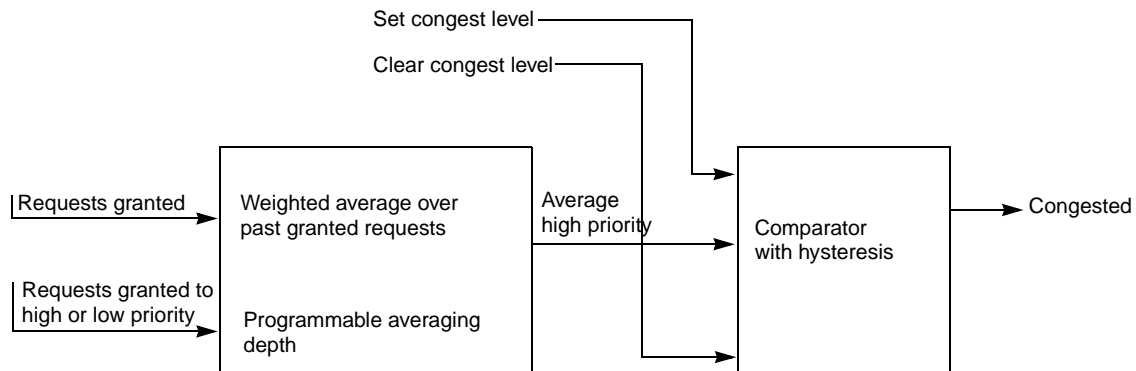 Set congest level
Clear congest level
Requests granted
Weighted average over
past granted requests
Average
high priority
Congested
Comparator
with hysteresis
Requests granted to
high or low priority
Programmable averaging
depth